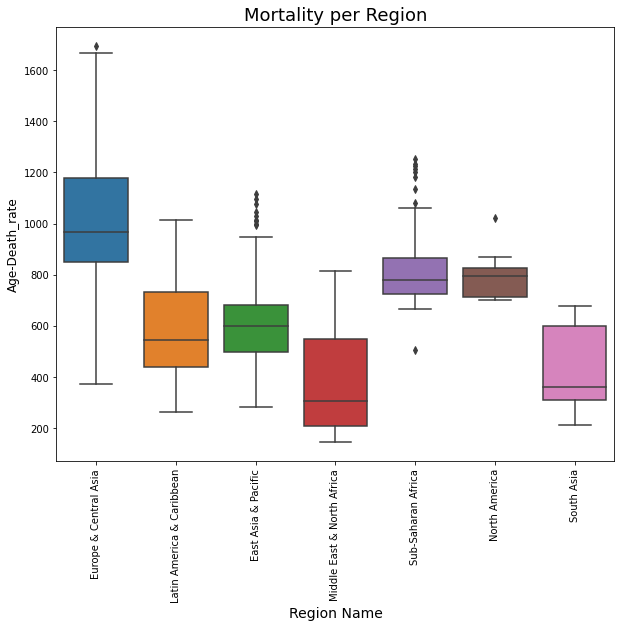 Mortality per Region
Age-Death_rate
1600
1400
1200
1000
800
600
400
200
Europe & Central Asia
Latin America & Caribbean
East Asia & Pacific
Middle East & North Africa
Sub-Saharan Africa
North America
South Asia
Region Name